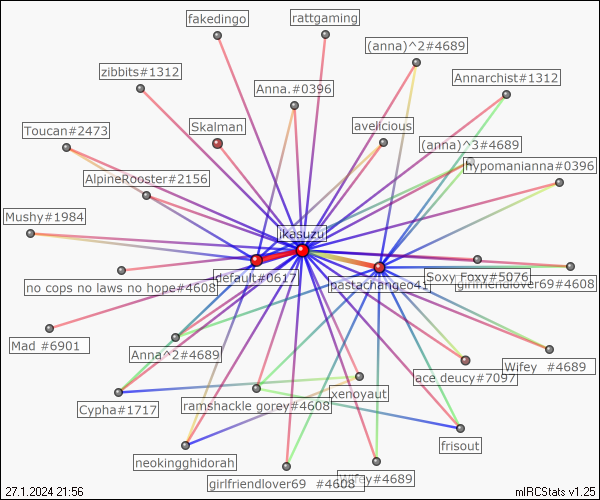 fakedingo
rattgaming
(anna)^2#4689
zibbits#1312
Annarchist#1312
Anna.#0396
Toucan#2473
Skalman
avelicious
(anna)^3#4689
hypomanianna#0396
AlpineRooster#2156
Mushy#1984
jkasuzu
default#0617
pastachangeo41
Soxy Foxy#5076
girlfriendlover69#4608
no cops no laws no hope#4608
Mad #6901
Anna^2#4689
Wifey #4689
ace deucy#7097
xenoyaut
Cypha#1717
ramshackle gorey#4608
frisout
neokingghidorah
girlfriendlover69 #4608
Wifey#4689
27.1.2024 21:56
mIRCStats v1.25